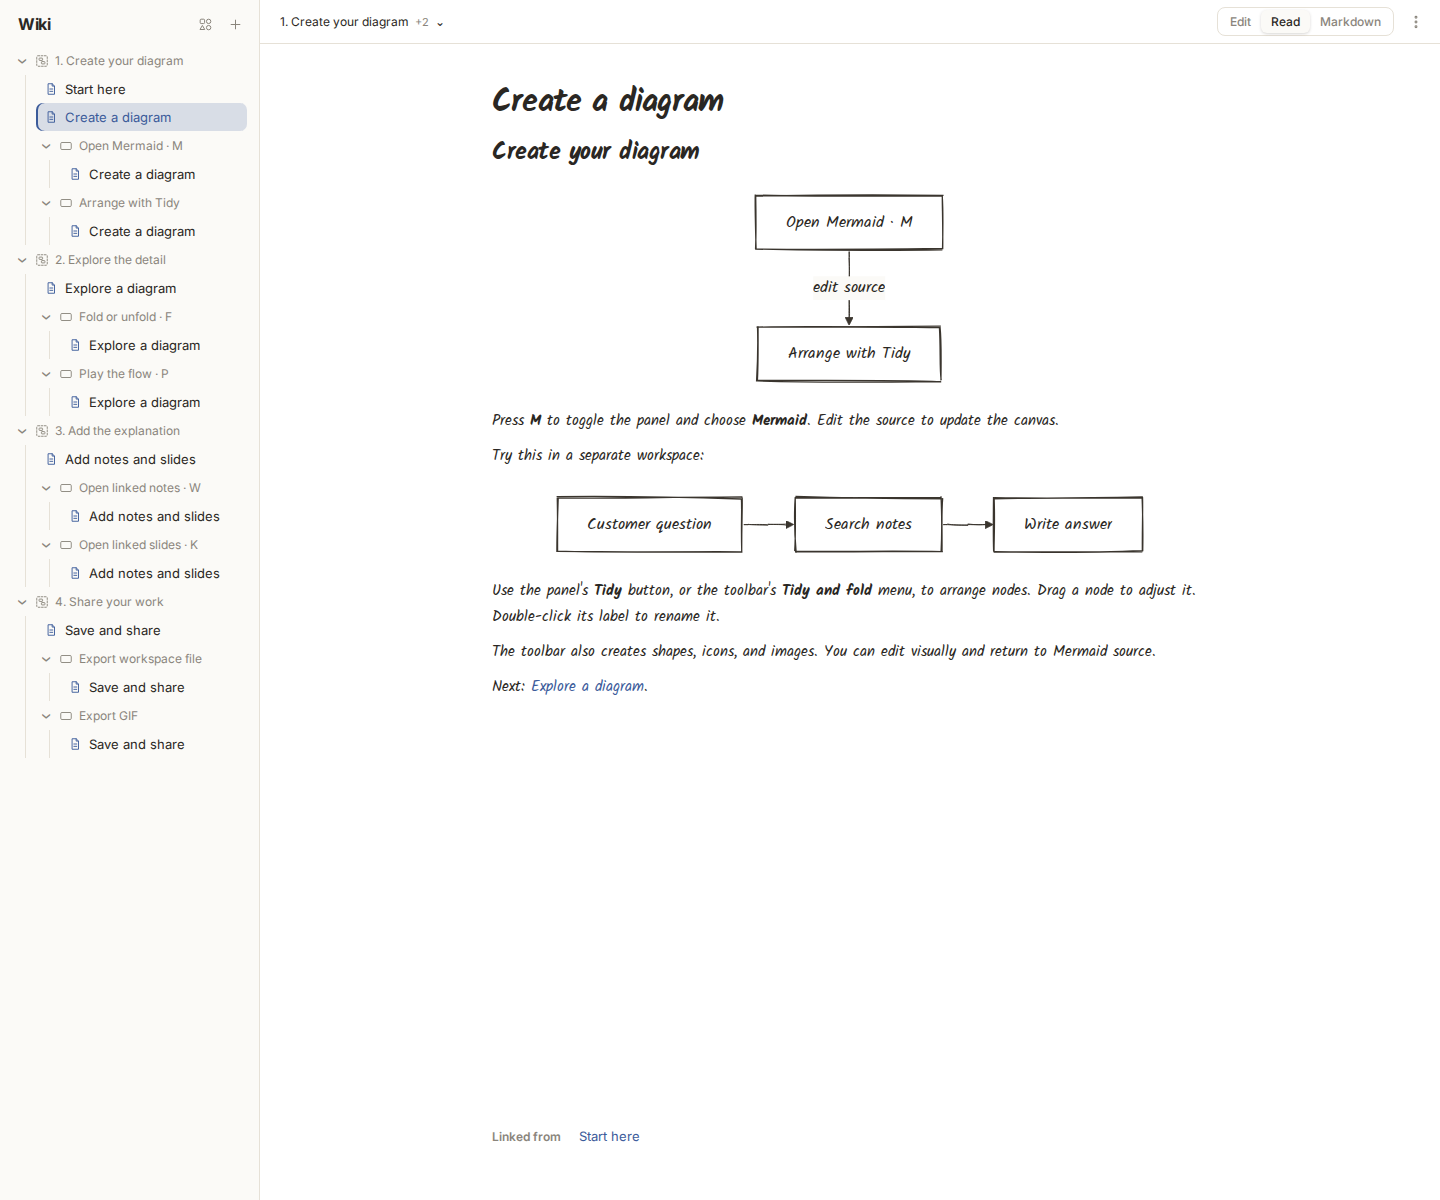 Wiki
1. Create your diagram
Start here
Create a diagram
Open Mermaid · M
Create a diagram
Arrange with Tidy
Create a diagram
2. Explore the detail
Explore a diagram
Fold or unfold · F
Explore a diagram
Play the flow · P
Explore a diagram
3. Add the explanation
Add notes and slides
Open linked notes · W
Add notes and slides
Open linked slides · K
Add notes and slides
4. Share your work
Save and share
Export workspace file
Save and share
Export GIF
Save and share
1. Create your diagram +2
Edit Read Markdown
Create a diagram
Create your diagram
Open Mermaid · M
edit source
Arrange with Tidy
Press M to toggle the panel and choose Mermaid. Edit the source to update the canvas.
Try this in a separate workspace:
Customer question
Search notes
Write answer
Use the panel's Tidy button, or the toolbar's Tidy and fold menu, to arrange nodes. Drag a node to adjust it.
Double-click its label to rename it.
The toolbar also creates shapes, icons, and images. You can edit visually and return to Mermaid source.
Next: Explore a diagram.
Linked from Start here